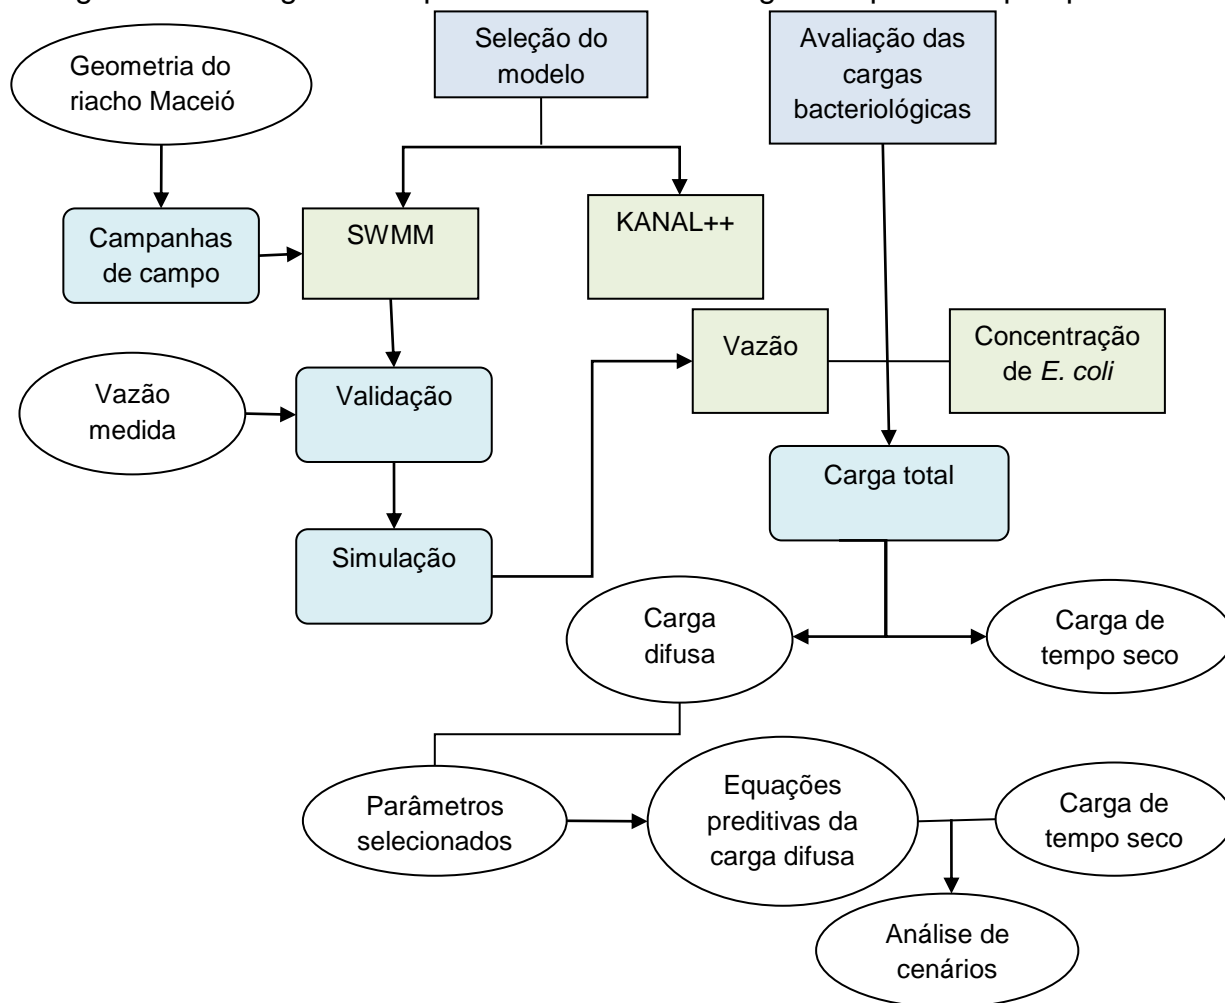 Geometria do
riacho Maceió
Seleção do
modelo
Avaliação das
cargas
bacteriológicas
Campanhas
de campo
SWMM
KANAL++
Vazão
Concentração
de E. coli
Vazão
medida
Validação
Carga total
Simulação
Carga
difusa
Carga de
tempo seco
Parâmetros
selecionados
Equações
preditivas da
carga difusa
Carga de
tempo seco
Análise de
cenários